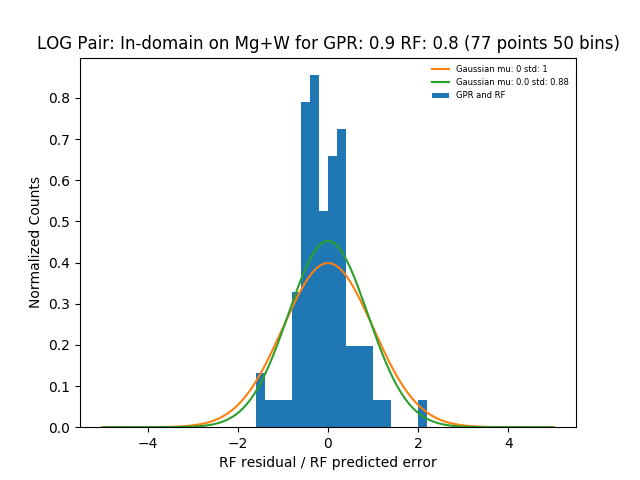 LOG Pair: In-domain on Mg+W for GPR: 0.9 RF: 0.8 (77 points 50 bins)
Gaussian mu: 0 std: 1
Gaussian mu: 0.0 std: 0.88
GPR and RF
Normalized Counts
0.8
0.7
0.6
0.5
0.4
0.3
0.2
0.1
0.0
−4 −2 0 2 4
RF residual / RF predicted error